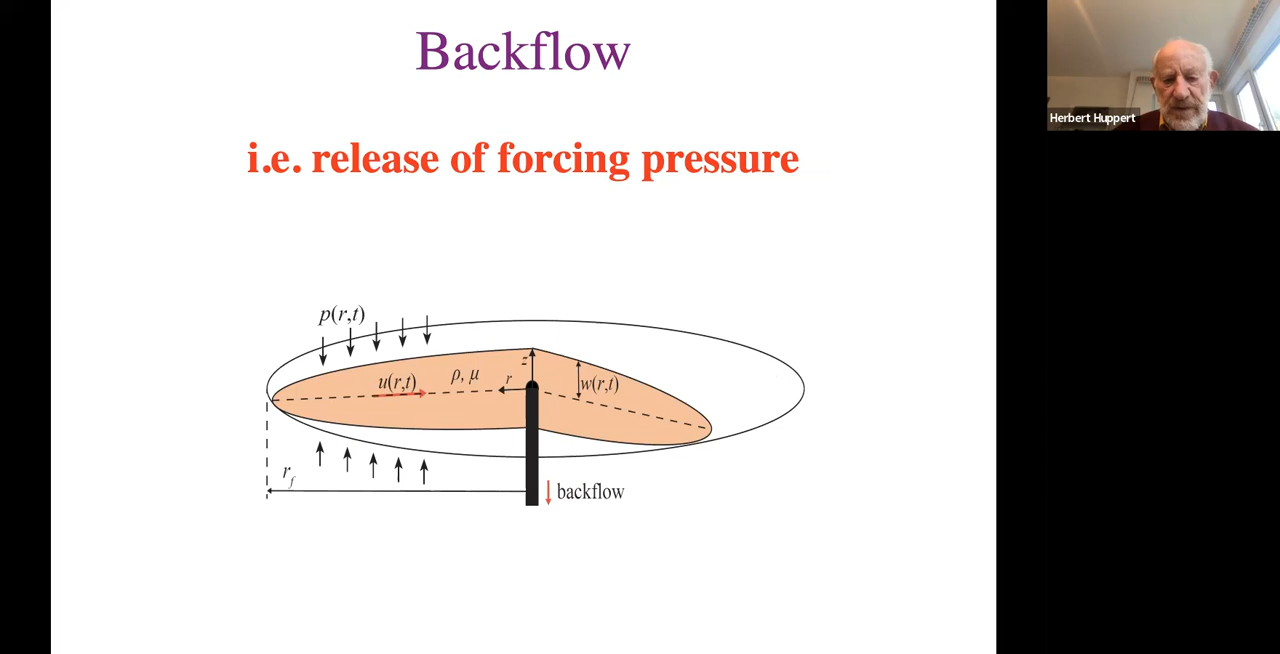 Backflow
i.e. release of forcing pressure
p(r,t)
z
u(r,t)
ρ, μ
r
w(r,t)
r_f
backflow
Herbert Huppert